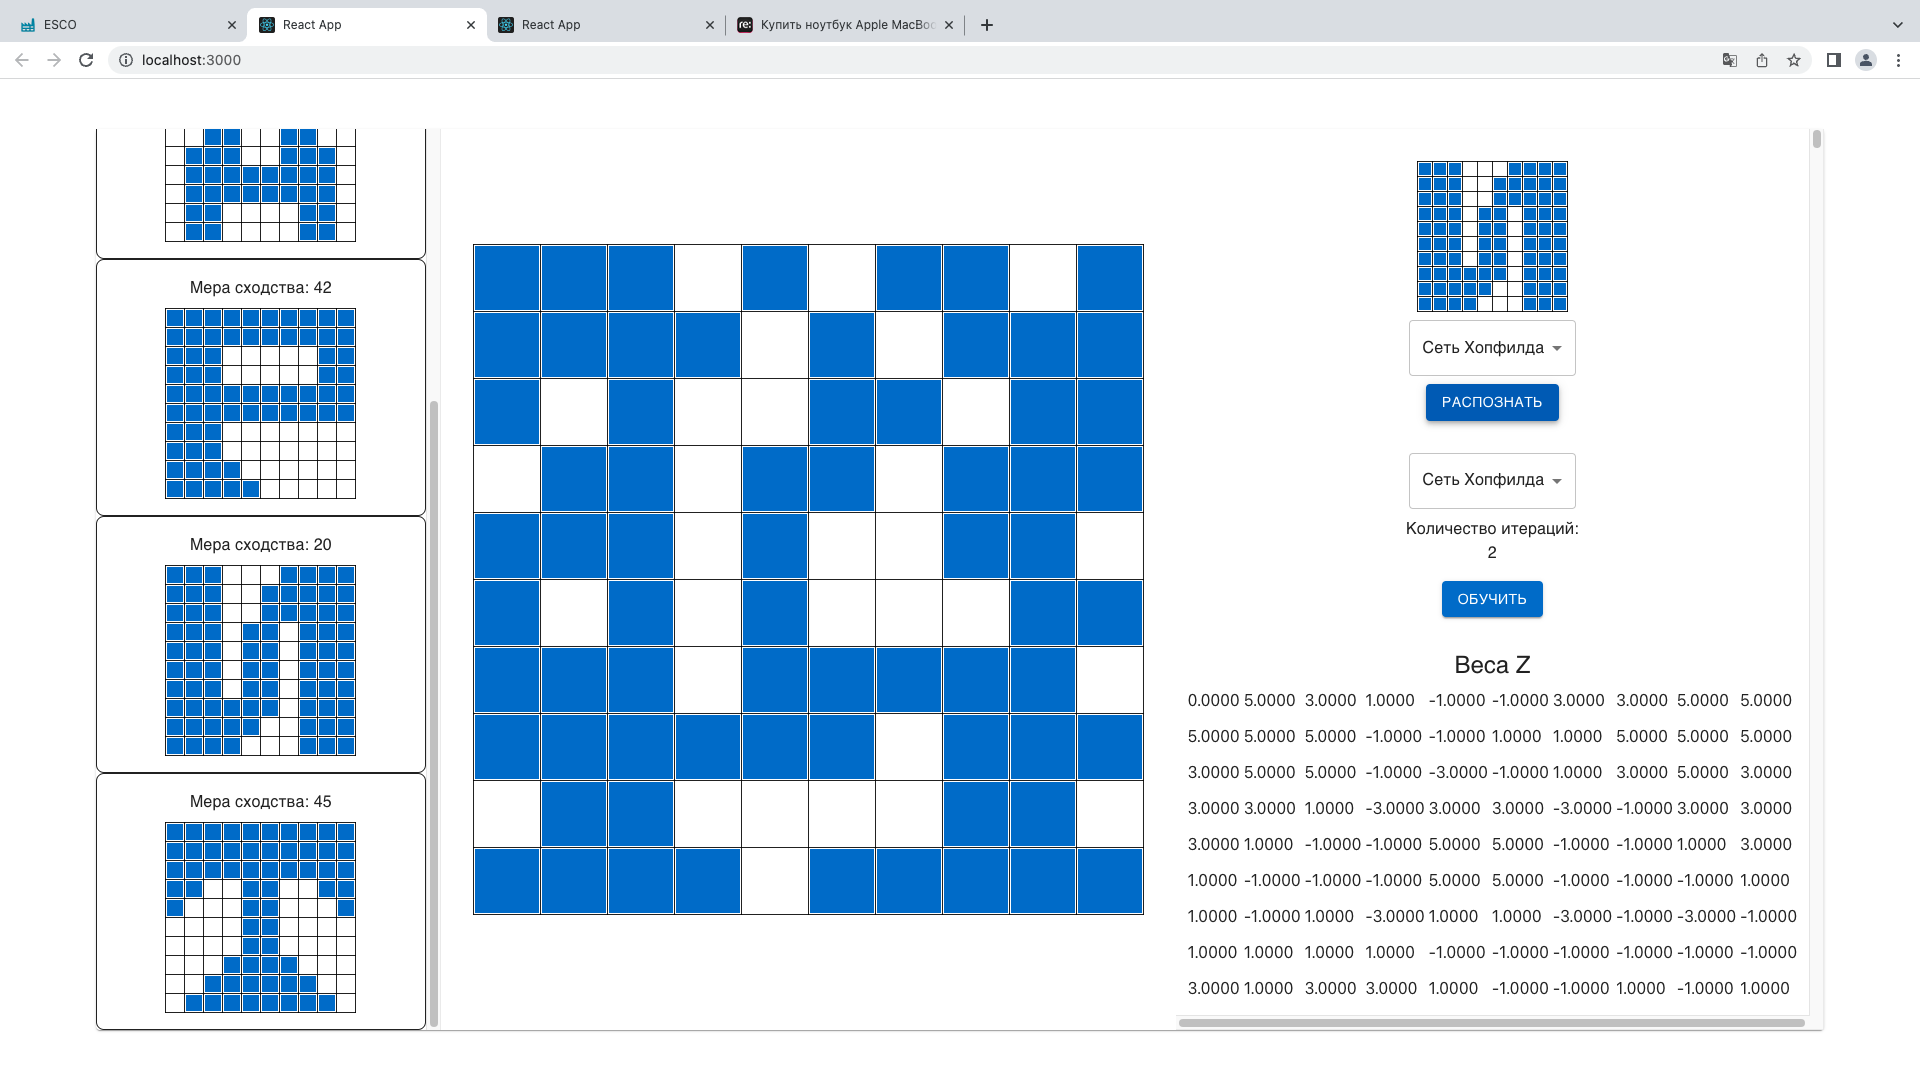 ESCO
React App
React App
re: Купить ноутбук Apple MacBoo
localhost:3000
Мера сходства: 42
Мера сходства: 20
Мера сходства: 45
Сеть Хопфилда
РАСПОЗНАТЬ
Сеть Хопфилда
Количество итераций:
2
ОБУЧИТЬ
Веса Z
0.0000 5.0000 3.0000 1.0000 -1.0000 -1.0000 3.0000 3.0000 5.0000 5.0000
5.0000 5.0000 5.0000 -1.0000 -1.0000 1.0000 1.0000 5.0000 5.0000 5.0000
3.0000 5.0000 5.0000 -1.0000 -3.0000 -1.0000 1.0000 3.0000 5.0000 3.0000
3.0000 3.0000 1.0000 -3.0000 3.0000 3.0000 -3.0000 -1.0000 3.0000 3.0000
3.0000 1.0000 -1.0000 -1.0000 5.0000 5.0000 -1.0000 -1.0000 1.0000 3.0000
1.0000 -1.0000 -1.0000 -1.0000 5.0000 5.0000 -1.0000 -1.0000 -1.0000 1.0000
1.0000 -1.0000 1.0000 -3.0000 1.0000 1.0000 -3.0000 -1.0000 -3.0000 -1.0000
1.0000 1.0000 1.0000 1.0000 -1.0000 -1.0000 -1.0000 -1.0000 -1.0000 -1.0000
3.0000 1.0000 3.0000 3.0000 1.0000 -1.0000 -1.0000 1.0000 -1.0000 1.0000